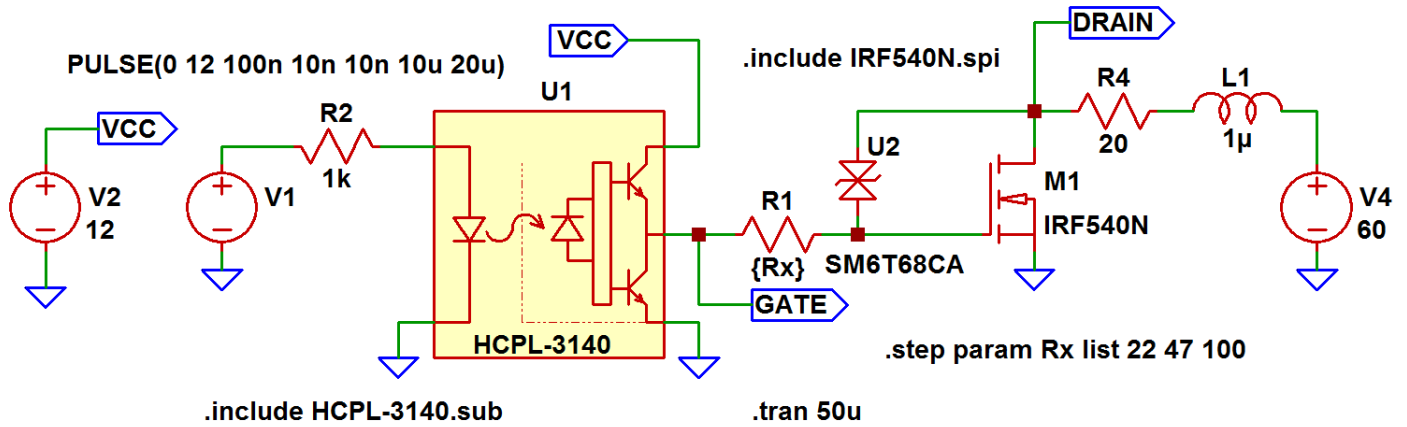 VCC
DRAIN
.include IRF540N.spi
PULSE(0 12 100n 10n 10n 10u 20u)
U1
R4
L1
R2
VCC
20
1µ
U2
1k
V2
12
V1
M1
IRF540N
V4
60
R1
{Rx}
SM6T68CA
GATE
HCPL-3140
.step param Rx list 22 47 100
.include HCPL-3140.sub
.tran 50u